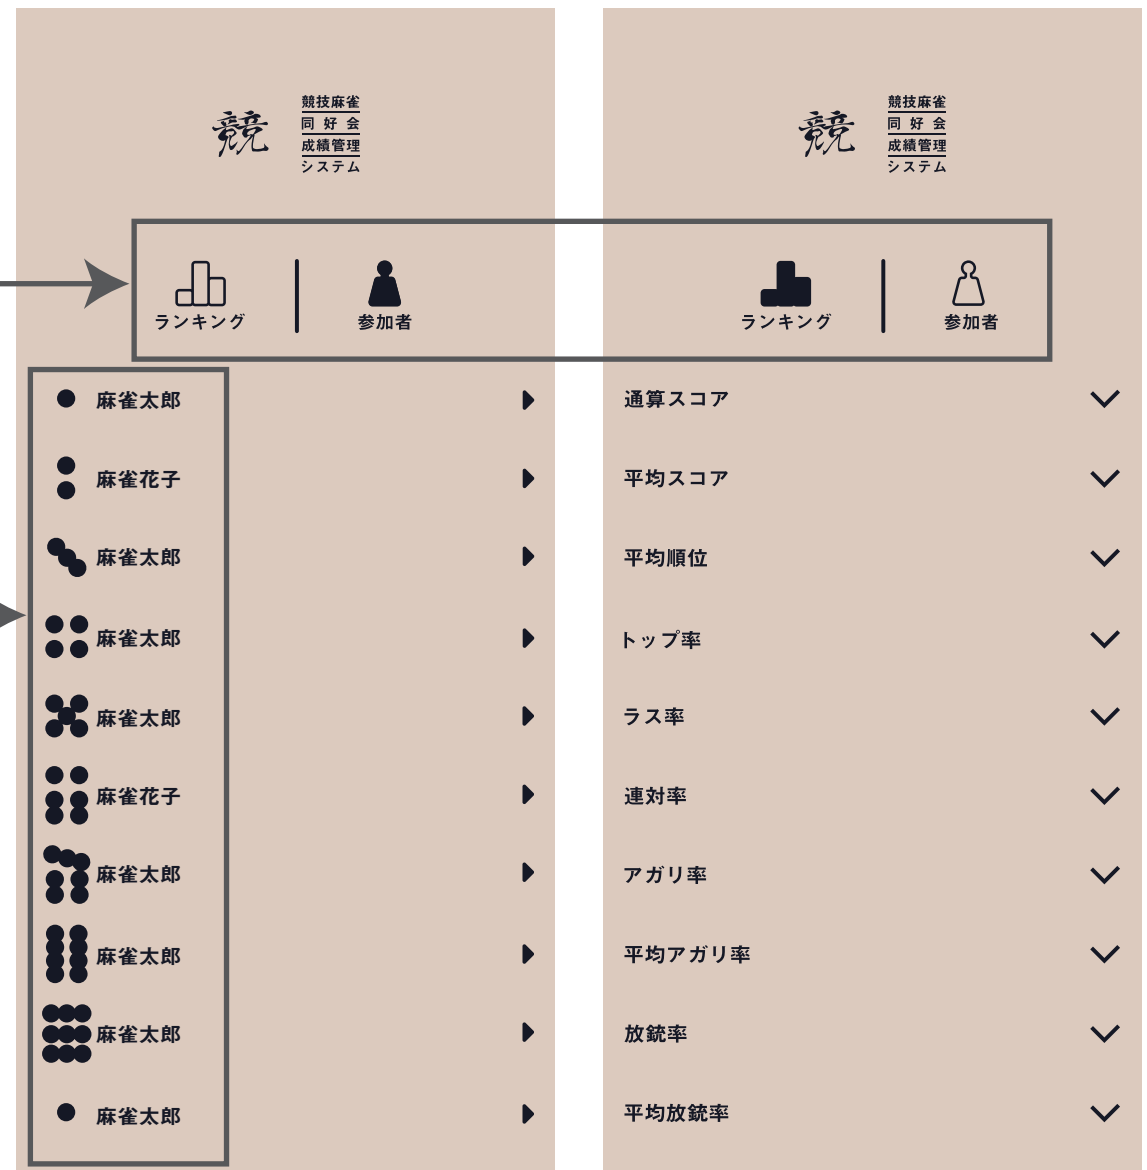 競
競技麻雀
同好会
成績管理
システム
ランキング
参加者
麻雀太郎
麻雀花子
麻雀太郎
麻雀太郎
麻雀太郎
麻雀花子
麻雀太郎
麻雀太郎
麻雀太郎
麻雀太郎
競
競技麻雀
同好会
成績管理
システム
ランキング
参加者
通算スコア
平均スコア
平均順位
トップ率
ラス率
連対率
アガリ率
平均アガリ率
放銃率
平均放銃率